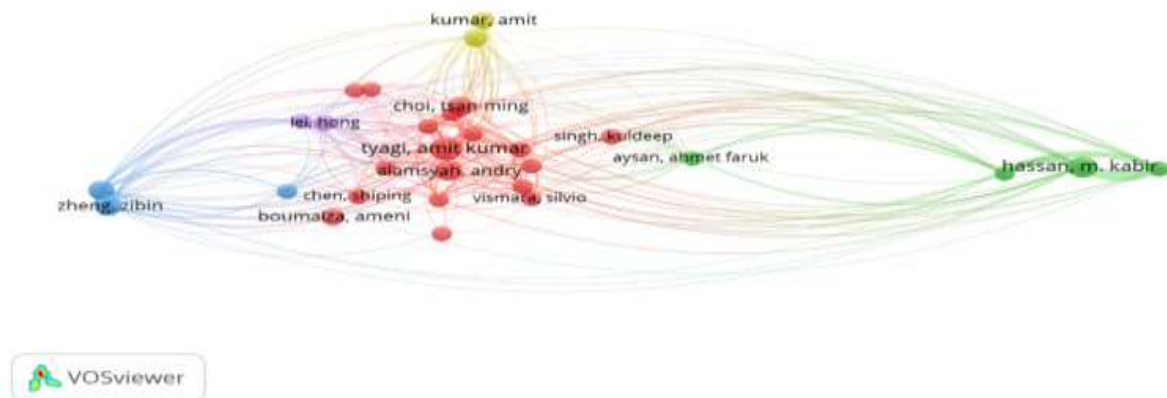 kumar, amit
choi, tsan-ming
lei, hong
singh, kuldeep
tyagi, amit kumar
aysan, ahmet faruk
alamsyah, andry
hassan, m. kabir
chen, shiping
vismara, silvio
zheng, zibin
boumaiza, ameni
VOSviewer